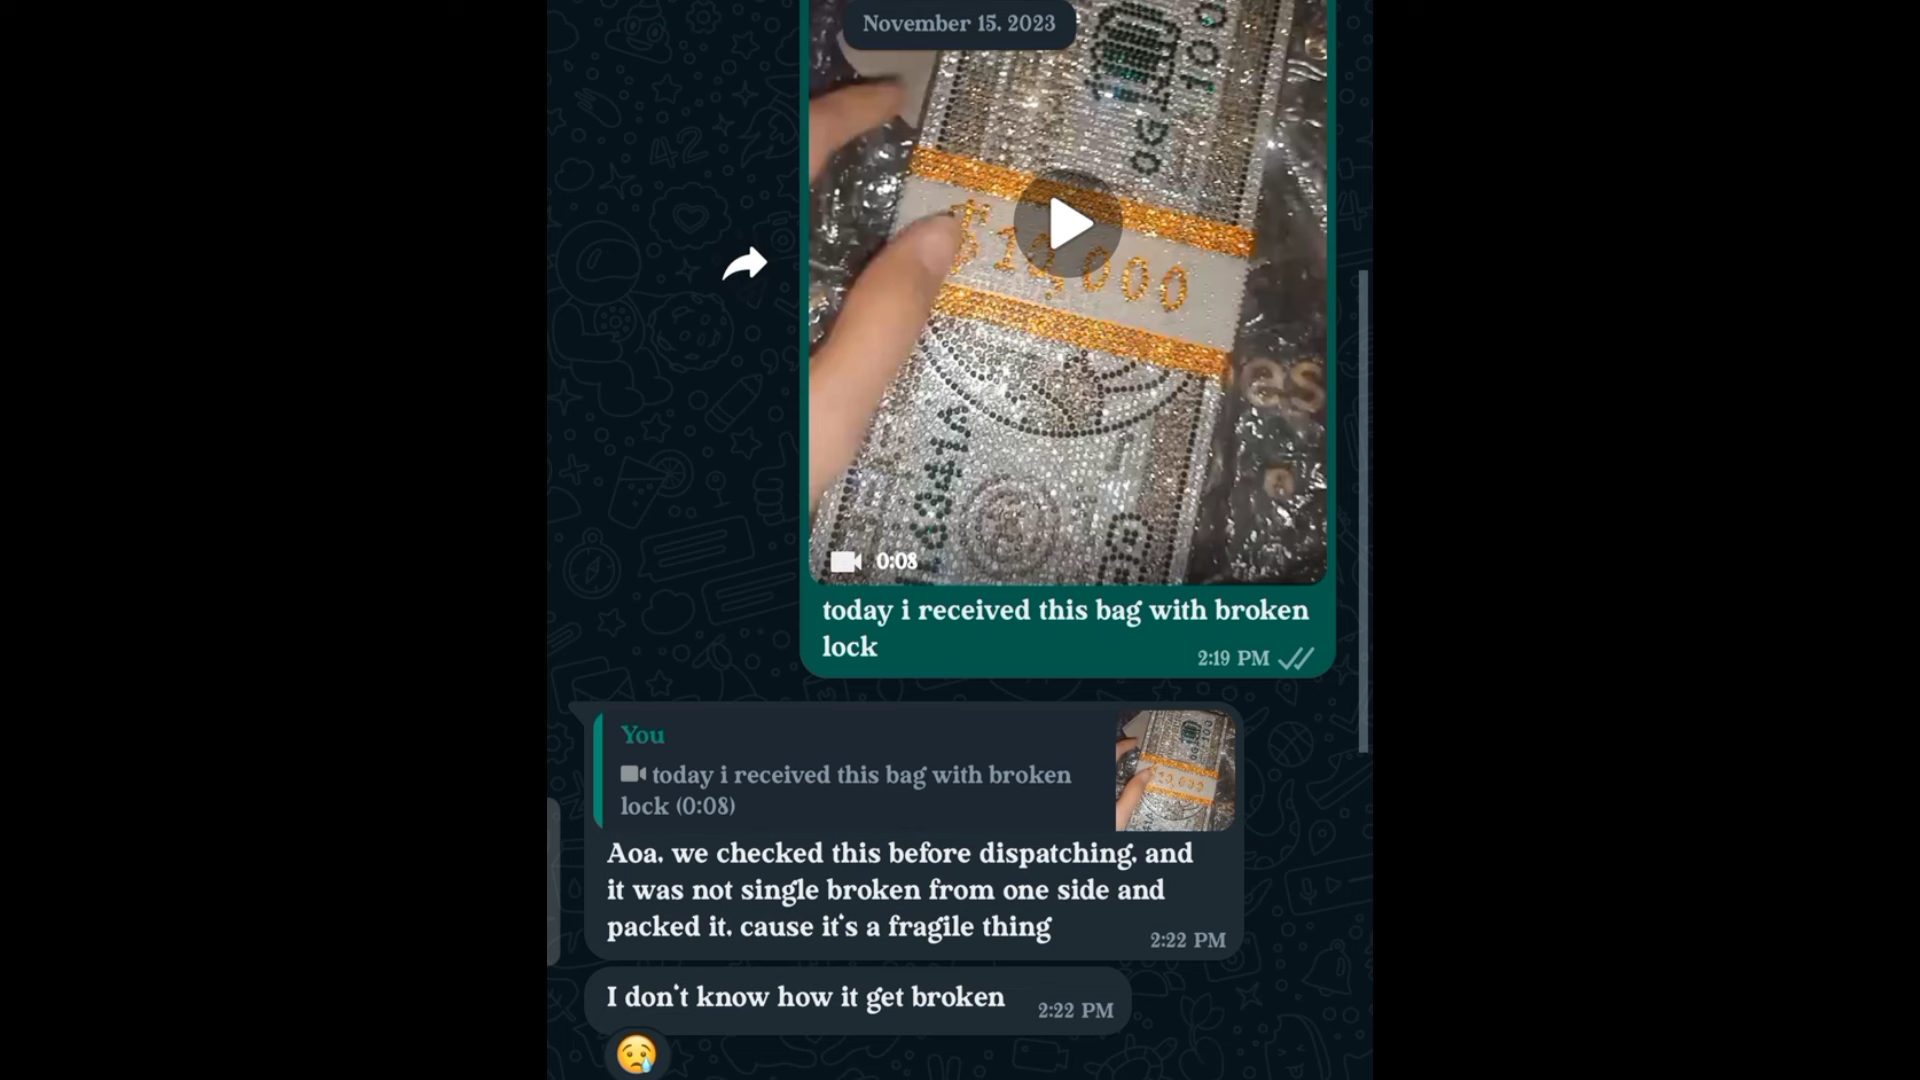 November 15, 2023
$10,000
es
0:08
today i received this bag with broken
lock
2:19 PM
You
today i received this bag with broken
lock (0:08)
Aoa, we checked this before dispatching, and
it was not single broken from one side and
packed it, cause it's a fragile thing
2:22 PM
I don't know how it get broken
2:22 PM